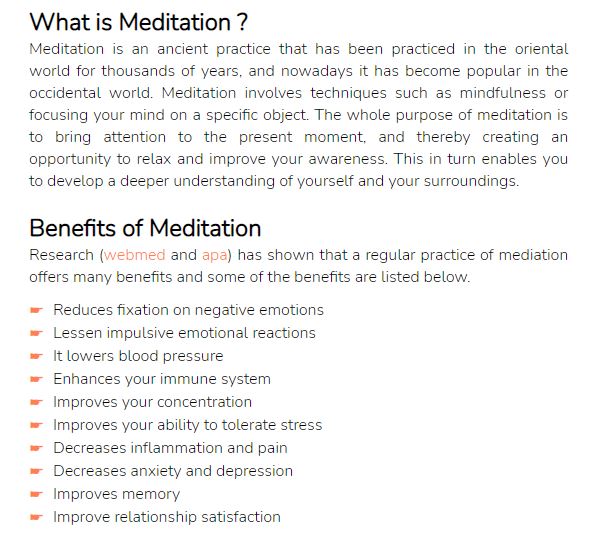 What is Meditation ?
Meditation is an ancient practice that has been practiced in the oriental
world for thousands of years, and nowadays it has become popular in the
occidental world. Meditation involves techniques such as mindfulness or
focusing your mind on a specific object. The whole purpose of meditation is
to bring attention to the present moment, and thereby creating an
opportunity to relax and improve your awareness. This in turn enables you
to develop a deeper understanding of yourself and your surroundings.
Benefits of Meditation
Research (webmed and apa) has shown that a regular practice of mediation
offers many benefits and some of the benefits are listed below.
☛ Reduces fixation on negative emotions
☛ Lessen impulsive emotional reactions
☛ It lowers blood pressure
☛ Enhances your immune system
☛ Improves your concentration
☛ Improves your ability to tolerate stress
☛ Decreases inflammation and pain
☛ Decreases anxiety and depression
☛ Improves memory
☛ Improve relationship satisfaction